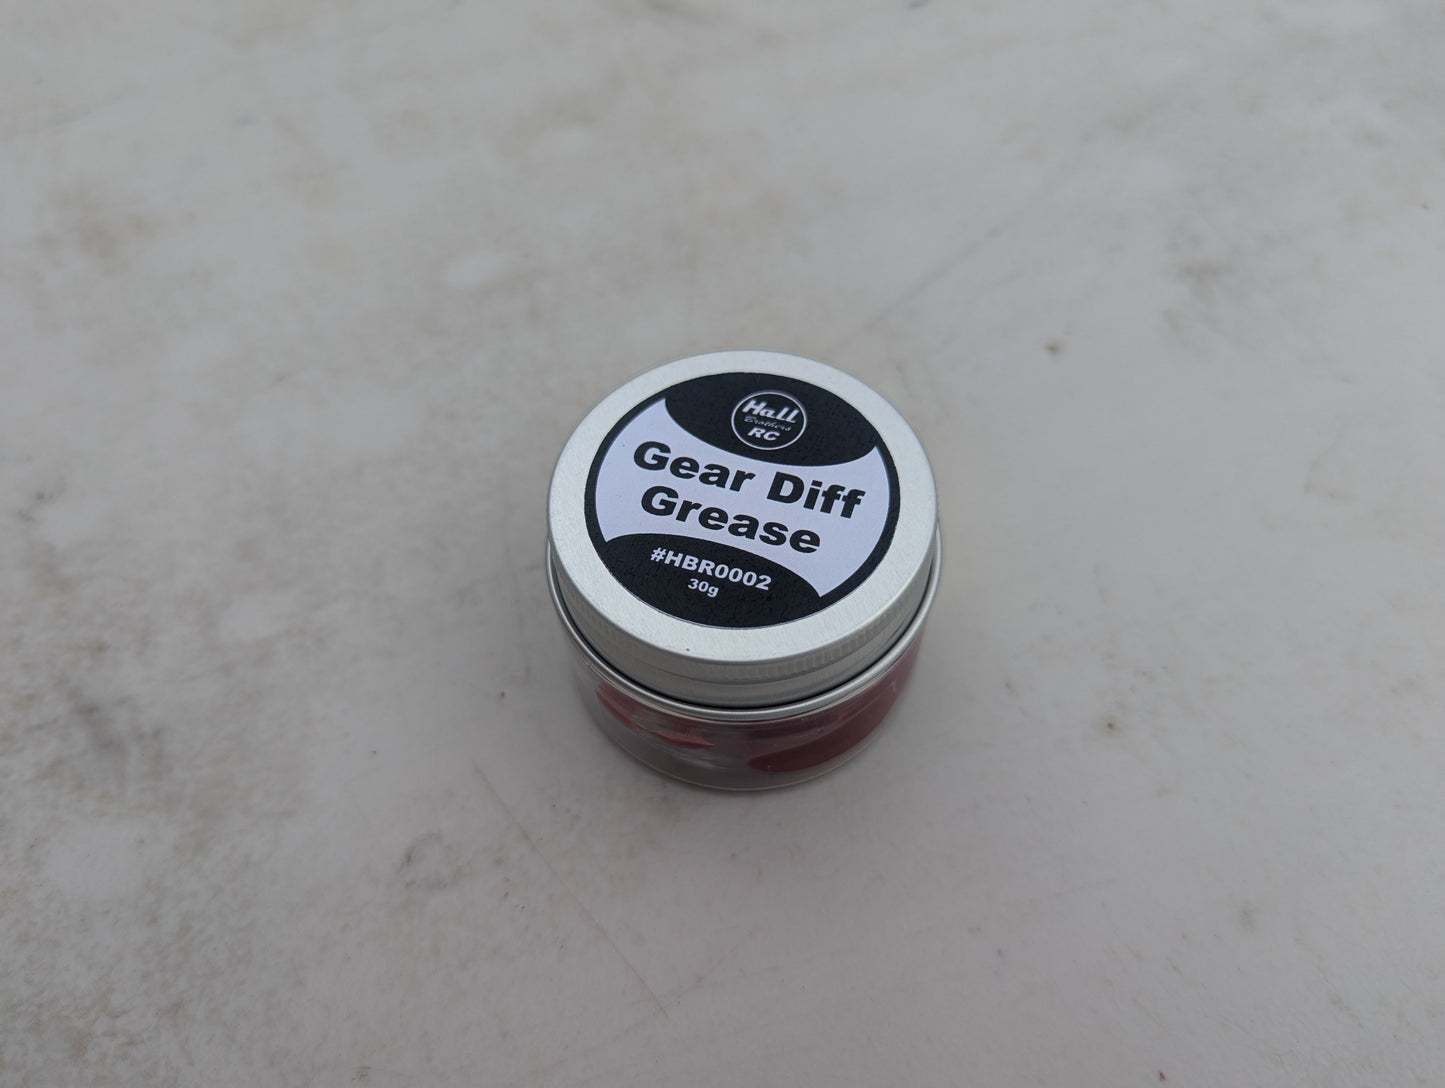 Hall
Brothers
RC
Gear Diff
Grease
#HBR0002
30g